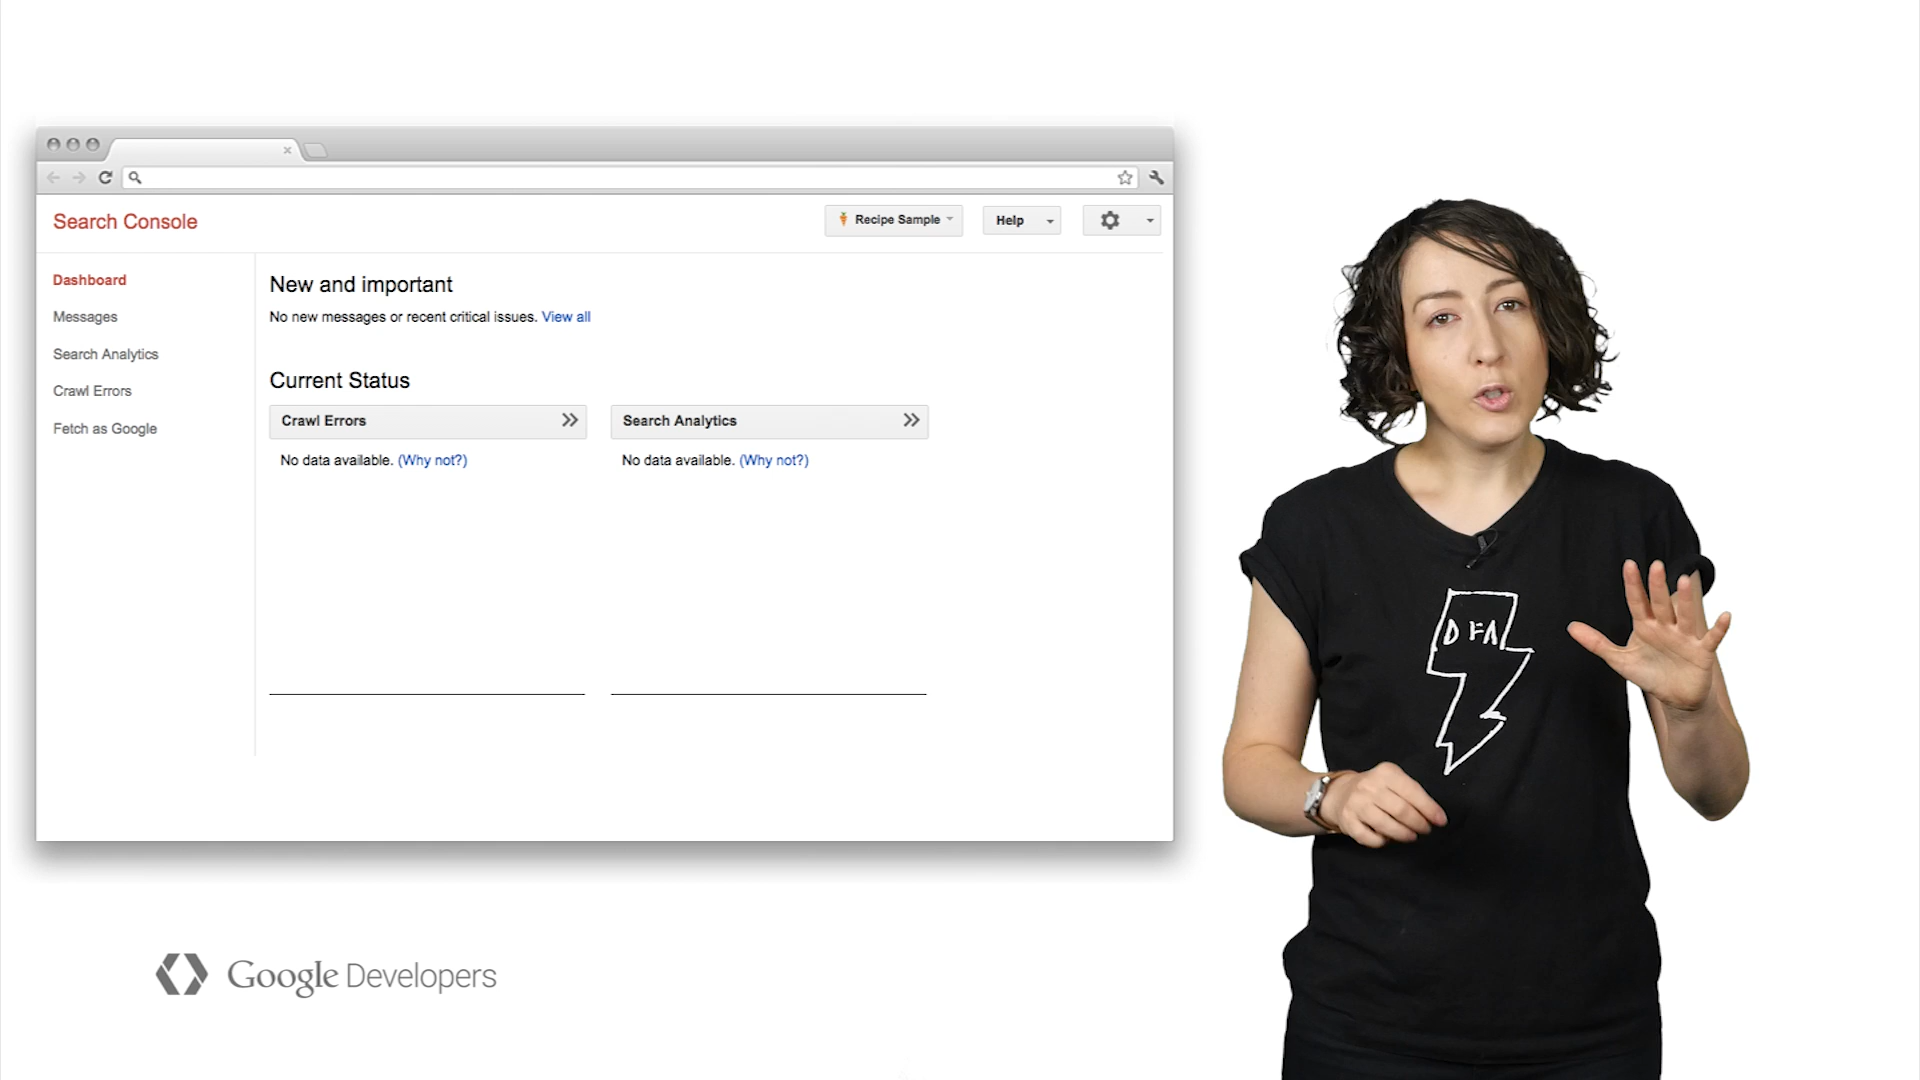 Search Console
Recipe Sample
Help
Dashboard
Messages
Search Analytics
Crawl Errors
Fetch as Google
New and important
No new messages or recent critical issues. View all
Current Status
Crawl Errors
No data available. (Why not?)
Search Analytics
No data available. (Why not?)
DFA
Google Developers